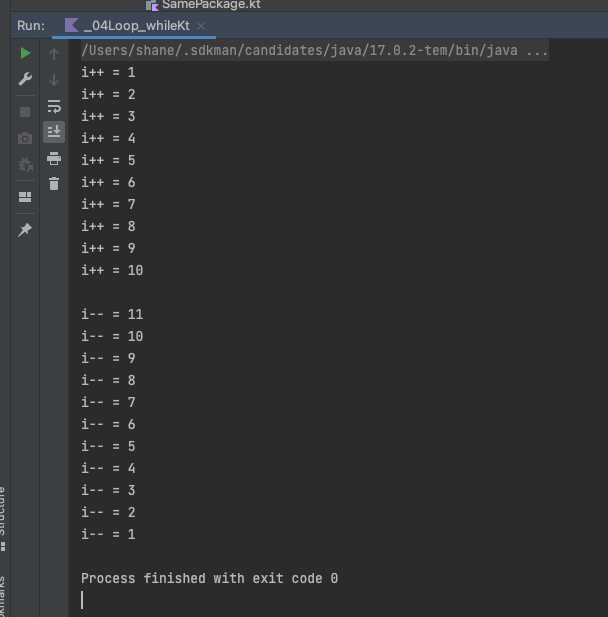 SamePackage.kt
Run: _04Loop_whileKt
/Users/shane/.sdkman/candidates/java/17.0.2-tem/bin/java ...
i++ = 1
i++ = 2
i++ = 3
i++ = 4
i++ = 5
i++ = 6
i++ = 7
i++ = 8
i++ = 9
i++ = 10
i-- = 11
i-- = 10
i-- = 9
i-- = 8
i-- = 7
i-- = 6
i-- = 5
i-- = 4
i-- = 3
i-- = 2
i-- = 1
Process finished with exit code 0
Structure